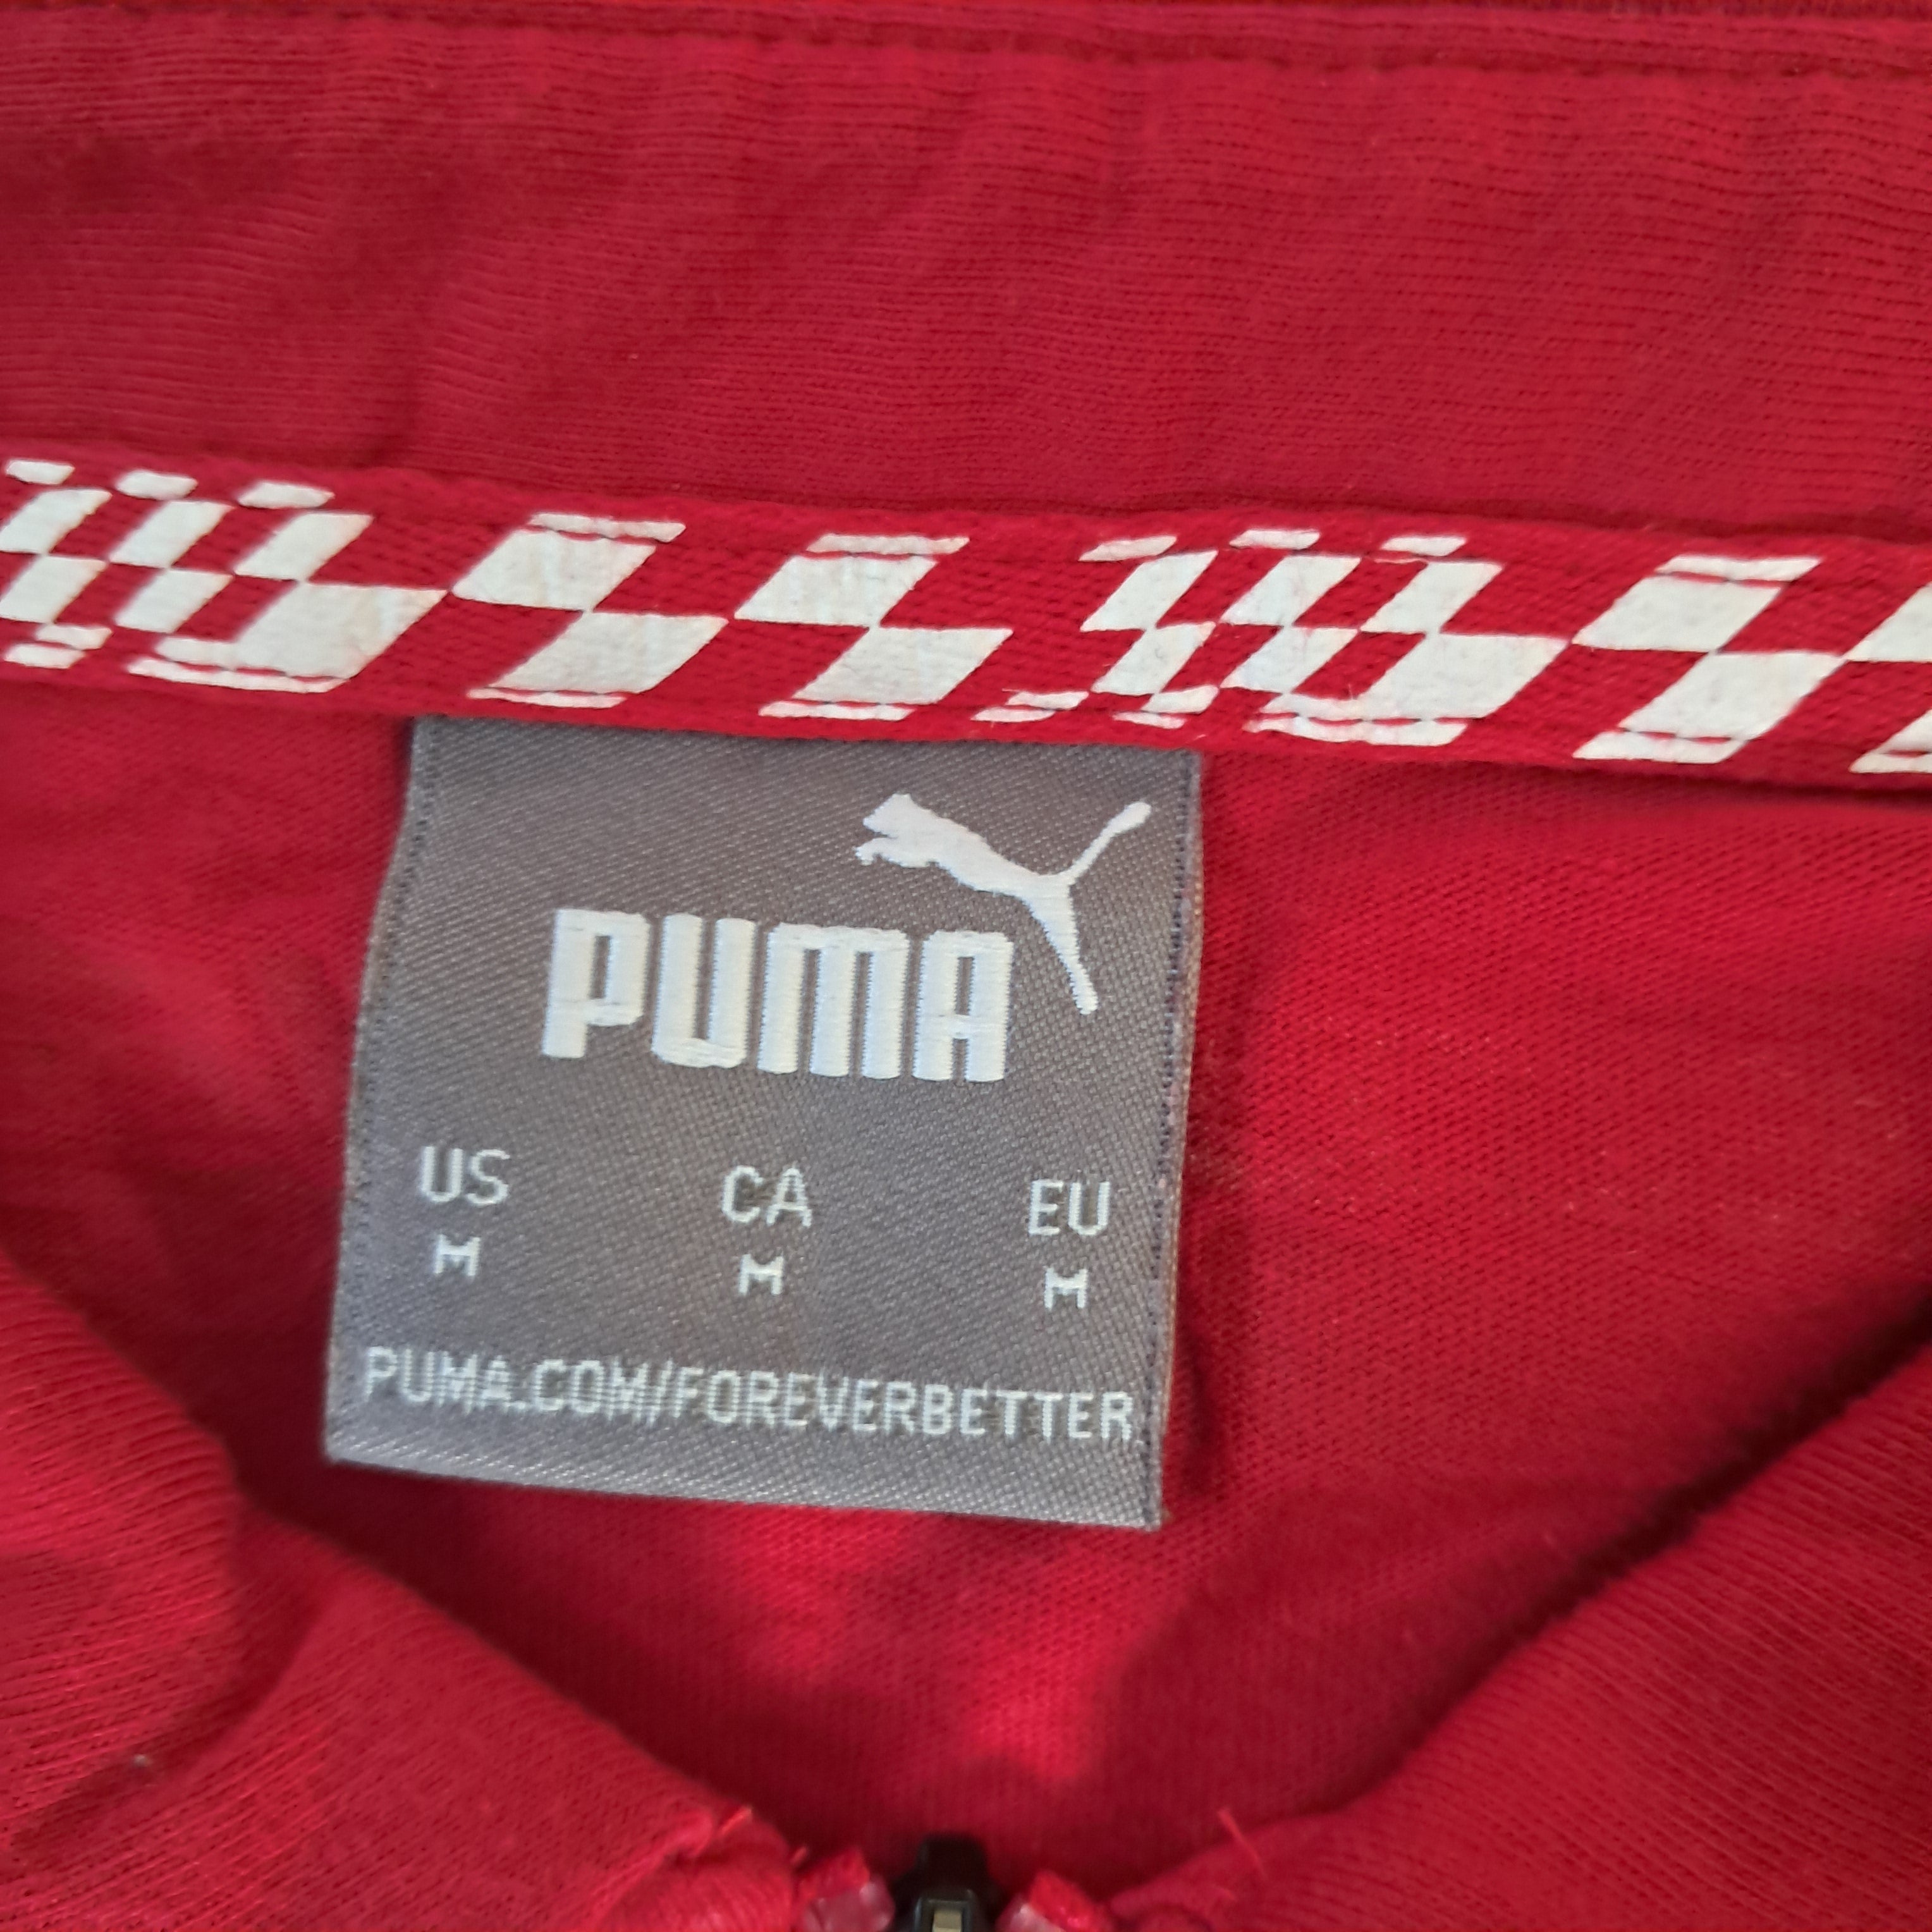 PUMA
US CA EU
M M M
PUMA.COM/FOREVERBETTER